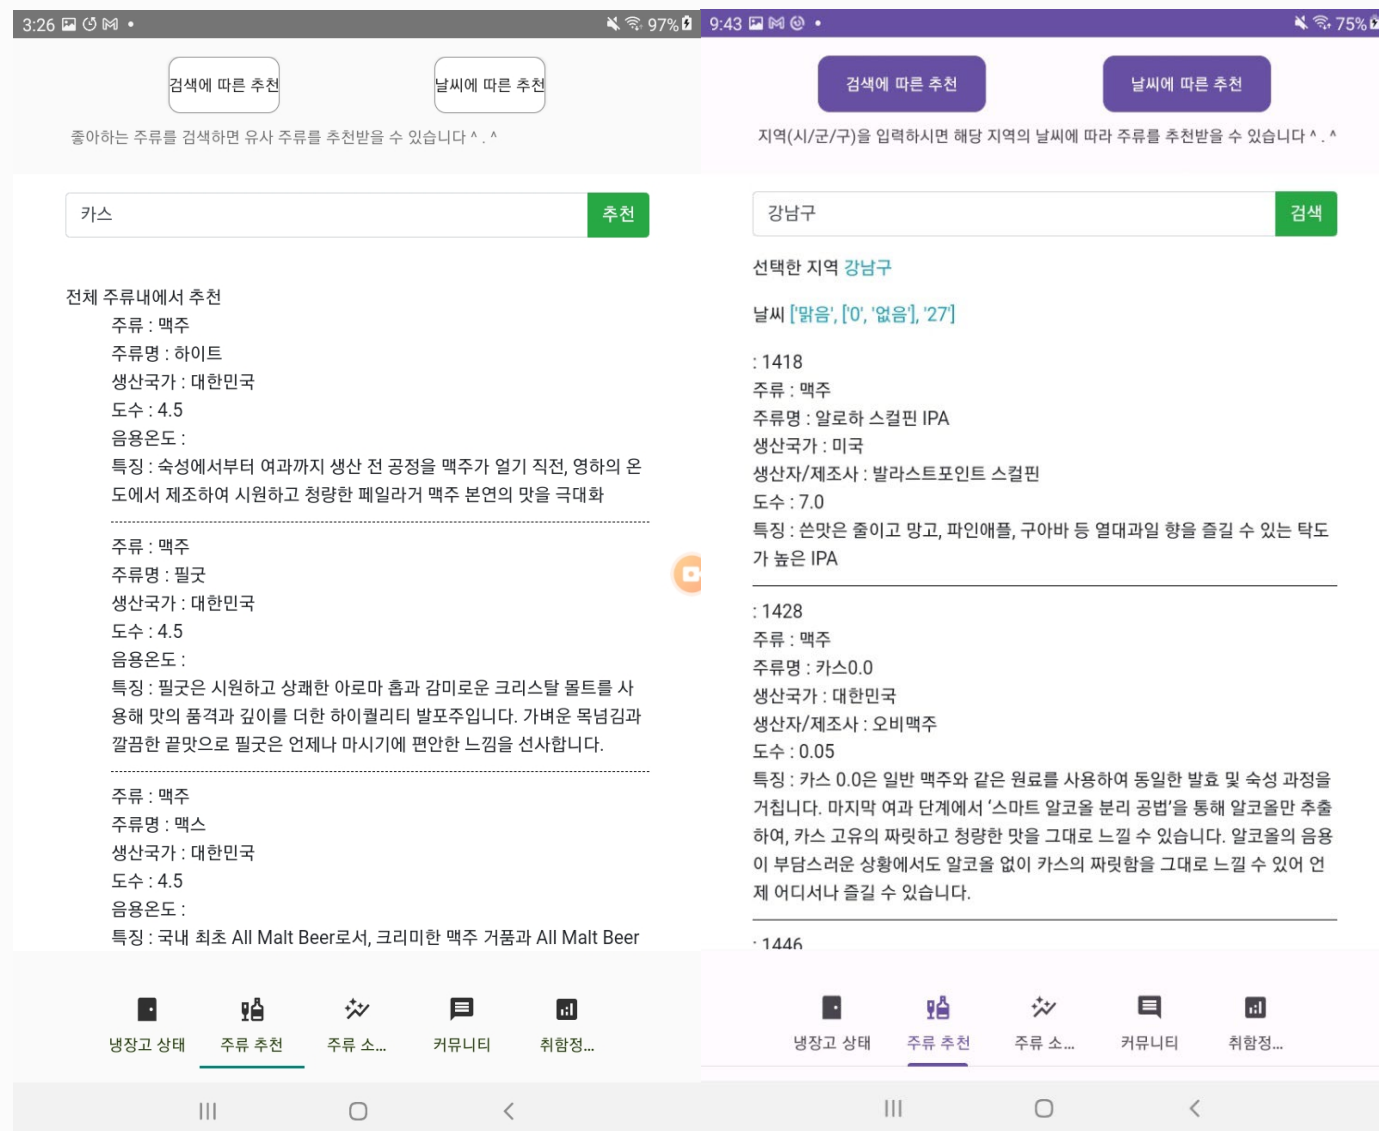 3:26
97%
검색에 따른 추천
날씨에 따른 추천
좋아하는 주류를 검색하면 유사 주류를 추천받을 수 있습니다 ^ . ^
카스
추천
전체 주류내에서 추천
주류 : 맥주
주류명 : 하이트
생산국가 : 대한민국
도수 : 4.5
음용온도 :
특징 : 숙성에서부터 여과까지 생산 전 공정을 맥주가 얼기 직전, 영하의 온
도에서 제조하여 시원하고 청량한 페일라거 맥주 본연의 맛을 극대화
주류 : 맥주
주류명 : 필굿
생산국가 : 대한민국
도수 : 4.5
음용온도 :
특징 : 필굿은 시원하고 상쾌한 아로마 홉과 감미로운 크리스탈 몰트를 사
용해 맛의 품격과 깊이를 더한 하이퀄리티 발포주입니다. 가벼운 목넘김과
깔끔한 끝맛으로 필굿은 언제나 마시기에 편안한 느낌을 선사합니다.
주류 : 맥주
주류명 : 맥스
생산국가 : 대한민국
도수 : 4.5
음용온도 :
특징 : 국내 최초 All Malt Beer로서, 크리미한 맥주 거품과 All Malt Beer
냉장고 상태
주류 추천
주류 소...
커뮤니티
취함정...
9:43
75%
검색에 따른 추천
날씨에 따른 추천
지역(시/군/구)을 입력하시면 해당 지역의 날씨에 따라 주류를 추천받을 수 있습니다 ^ . ^
강남구
검색
선택한 지역 강남구
날씨 ['맑음', ['0', '없음'], '27']
: 1418
주류 : 맥주
주류명 : 알로하 스컬핀 IPA
생산국가 : 미국
생산자/제조사 : 발라스트포인트 스컬핀
도수 : 7.0
특징 : 쓴맛은 줄이고 망고, 파인애플, 구아바 등 열대과일 향을 즐길 수 있는 탁도
가 높은 IPA
: 1428
주류 : 맥주
주류명 : 카스0.0
생산국가 : 대한민국
생산자/제조사 : 오비맥주
도수 : 0.05
특징 : 카스 0.0은 일반 맥주와 같은 원료를 사용하여 동일한 발효 및 숙성 과정을
거칩니다. 마지막 여과 단계에서 ‘스마트 알코올 분리 공법’을 통해 알코올만 추출
하여, 카스 고유의 짜릿하고 청량한 맛을 그대로 느낄 수 있습니다. 알코올의 음용
이 부담스러운 상황에서도 알코올 없이 카스의 짜릿함을 그대로 느낄 수 있어 언
제 어디서나 즐길 수 있습니다.
: 1446
냉장고 상태
주류 추천
주류 소...
커뮤니티
취함정...